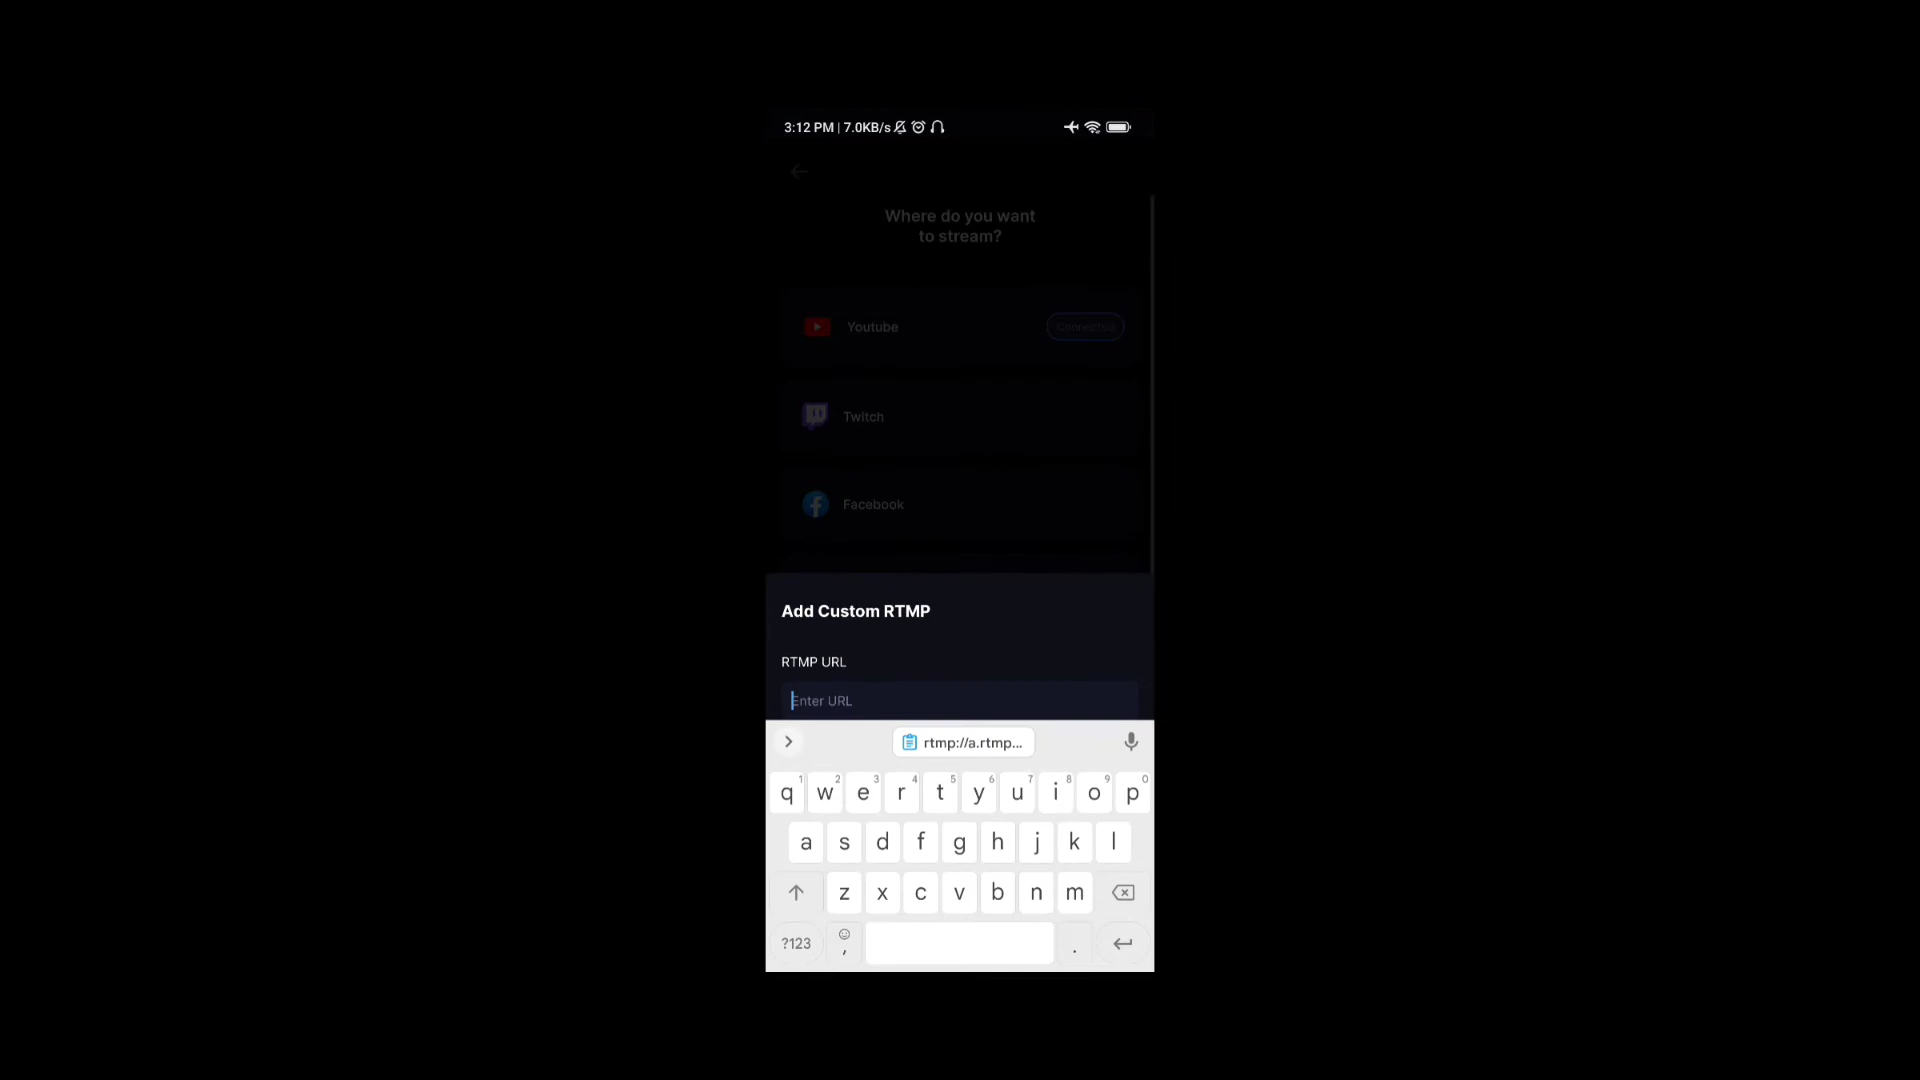 3:12 PM | 7.0KB/s
Where do you want
to stream?
Youtube
Connected
Twitch
Facebook
Add Custom RTMP
RTMP URL
Enter URL
rtmp://a.rtmp...
1 2 3 4 5 6 7 8 9 0
q w e r t y u i o p
a s d f g h j k l
z x c v b n m
?123 , .